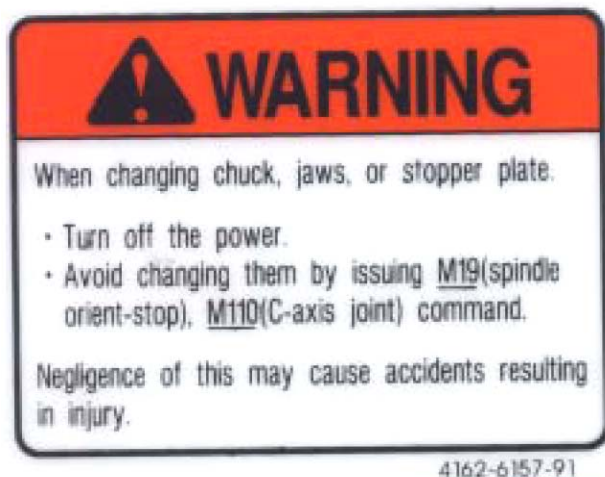 WARNING
When changing chuck, jaws, or stopper plate.
• Turn off the power.
• Avoid changing them by issuing M19(spindle
orient-stop), M110(C-axis joint) command.
Negligence of this may cause accidents resulting
in injury.
4162-6157-91